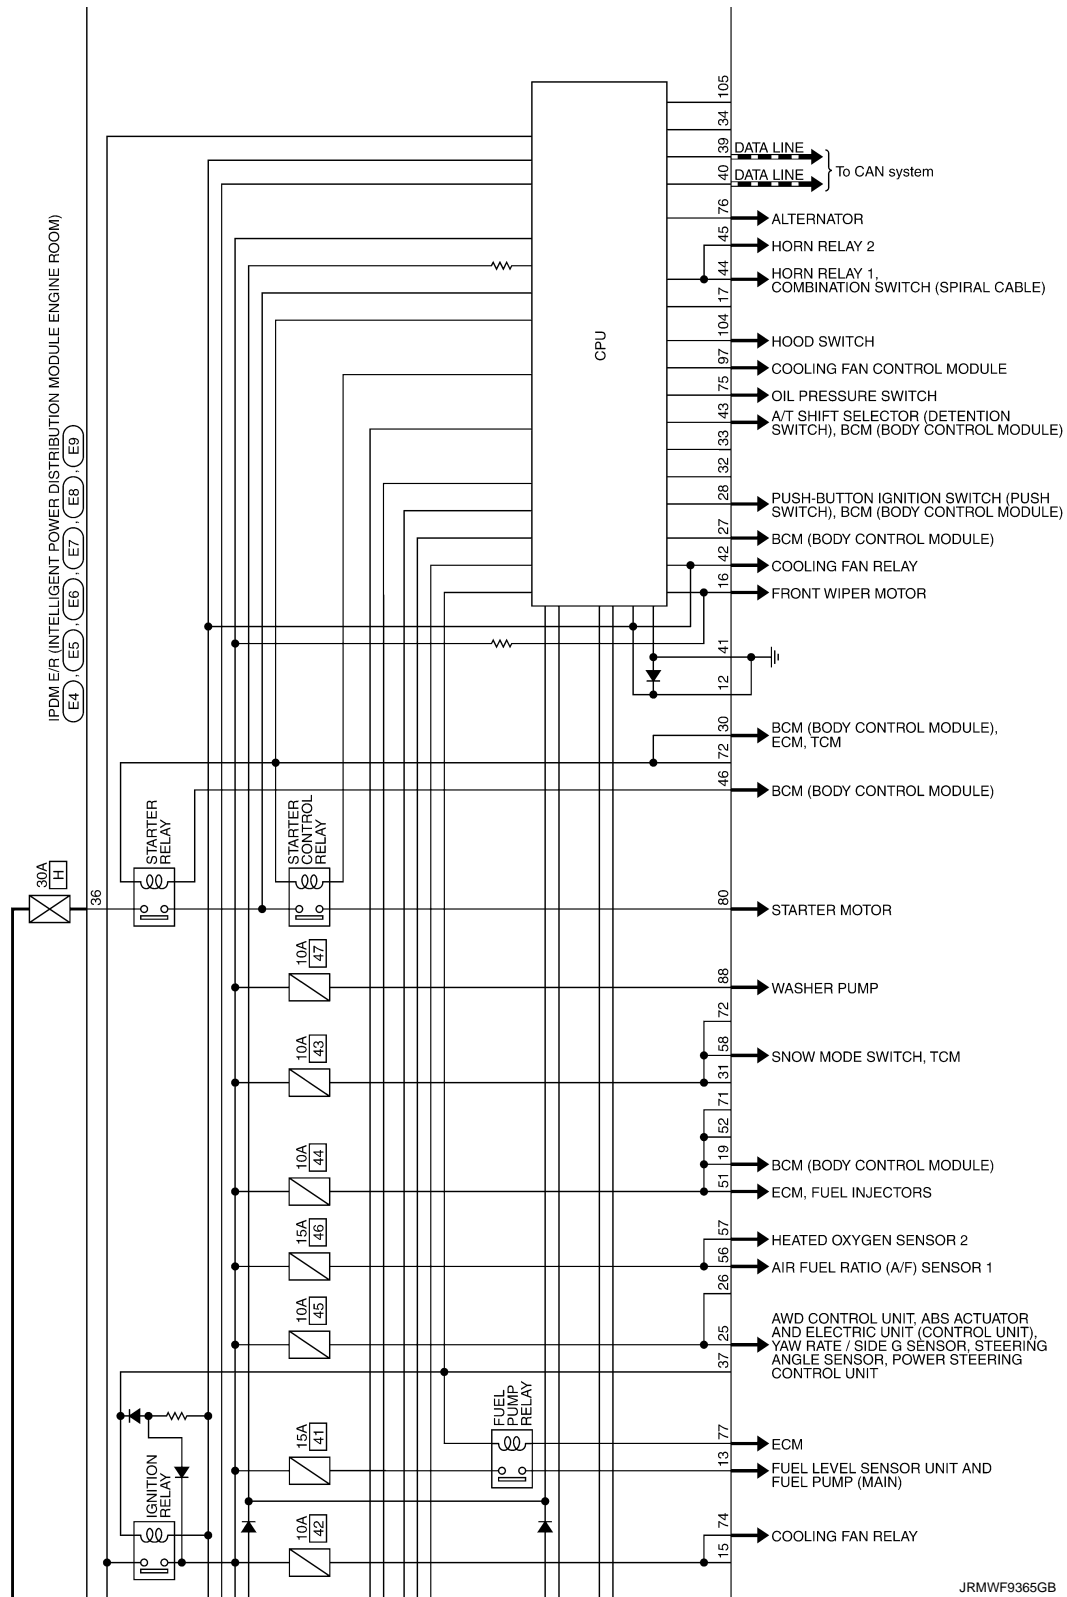 105
34
39 DATA LINE
40 DATA LINE
To CAN system
76 ALTERNATOR
45 HORN RELAY 2
44 HORN RELAY 1,
COMBINATION SWITCH (SPIRAL CABLE)
17
104 HOOD SWITCH
97 COOLING FAN CONTROL MODULE
75 OIL PRESSURE SWITCH
43 A/T SHIFT SELECTOR (DETENTION
SWITCH), BCM (BODY CONTROL MODULE)
33
32
28 PUSH-BUTTON IGNITION SWITCH (PUSH
SWITCH), BCM (BODY CONTROL MODULE)
27 BCM (BODY CONTROL MODULE)
42 COOLING FAN RELAY
16 FRONT WIPER MOTOR
CPU
IPDM E/R (INTELLIGENT POWER DISTRIBUTION MODULE ENGINE ROOM)
E4 , E5 , E6 , E7 , E8 , E9
41
12
30 BCM (BODY CONTROL MODULE),
ECM, TCM
72
46 BCM (BODY CONTROL MODULE)
STARTER
RELAY
STARTER
CONTROL
RELAY
30A
H
36
80 STARTER MOTOR
10A
47
88 WASHER PUMP
10A
43
72
58 SNOW MODE SWITCH, TCM
31
71
52
10A
44
19 BCM (BODY CONTROL MODULE)
51 ECM, FUEL INJECTORS
15A
46
57 HEATED OXYGEN SENSOR 2
56 AIR FUEL RATIO (A/F) SENSOR 1
26
10A
45
25 AWD CONTROL UNIT, ABS ACTUATOR
AND ELECTRIC UNIT (CONTROL UNIT),
YAW RATE / SIDE G SENSOR, STEERING
ANGLE SENSOR, POWER STEERING
CONTROL UNIT
37
FUEL
PUMP
RELAY
15A
41
77 ECM
13 FUEL LEVEL SENSOR UNIT AND
FUEL PUMP (MAIN)
IGNITION
RELAY
10A
42
74 COOLING FAN RELAY
15
JRMWF9365GB